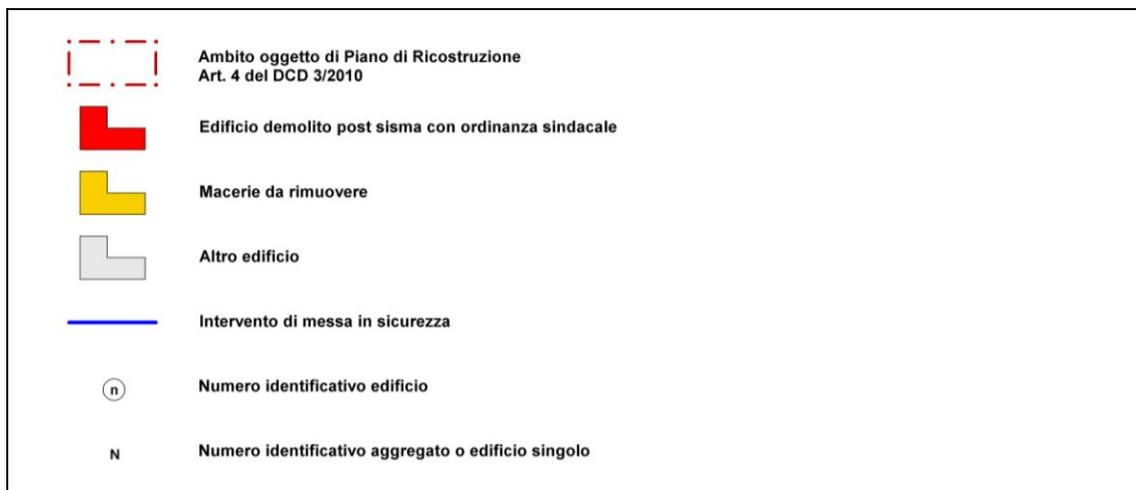 Ambito oggetto di Piano di Ricostruzione
Art. 4 del DCD 3/2010
Edificio demolito post sisma con ordinanza sindacale
Macerie da rimuovere
Altro edificio
Intervento di messa in sicurezza
n Numero identificativo edificio
N Numero identificativo aggregato o edificio singolo